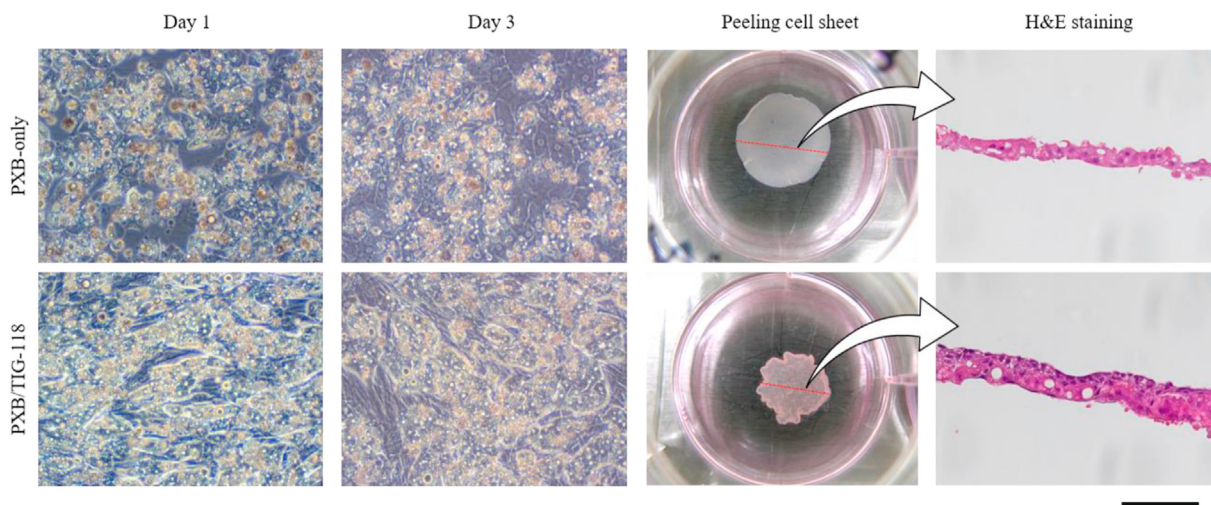 Day 1
Day 3
Peeling cell sheet
H&E staining
PXB-only
PXB/TIG-118